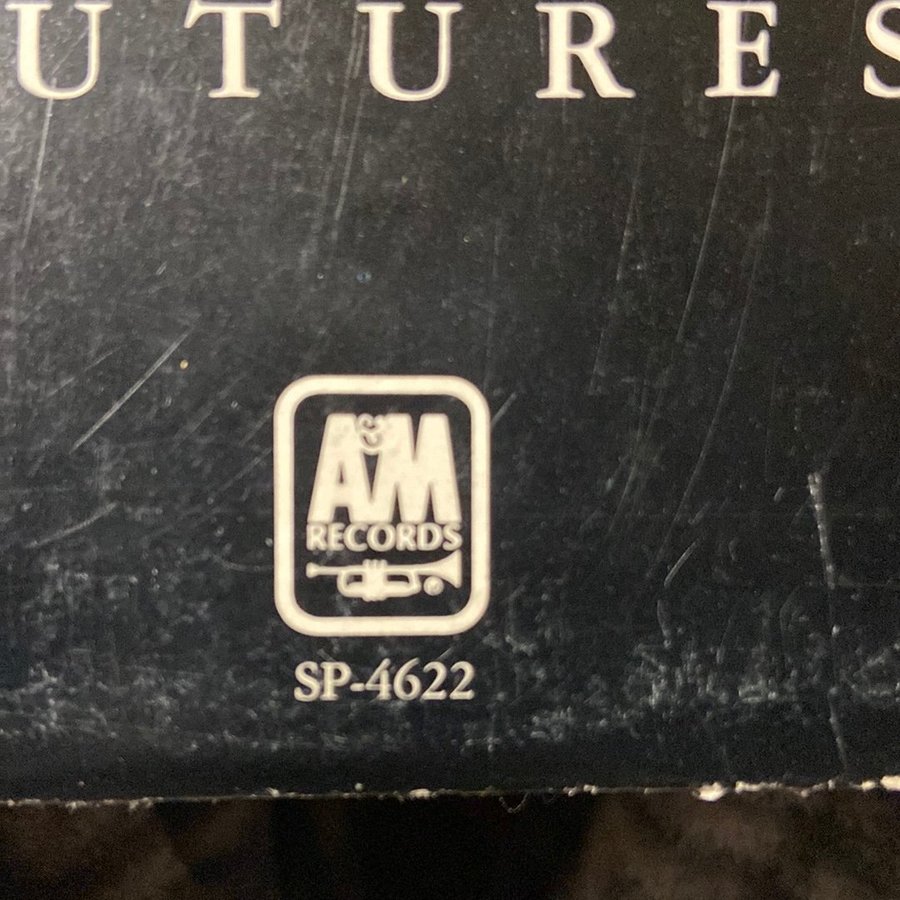 UTURES
A&M
RECORDS
SP-4622